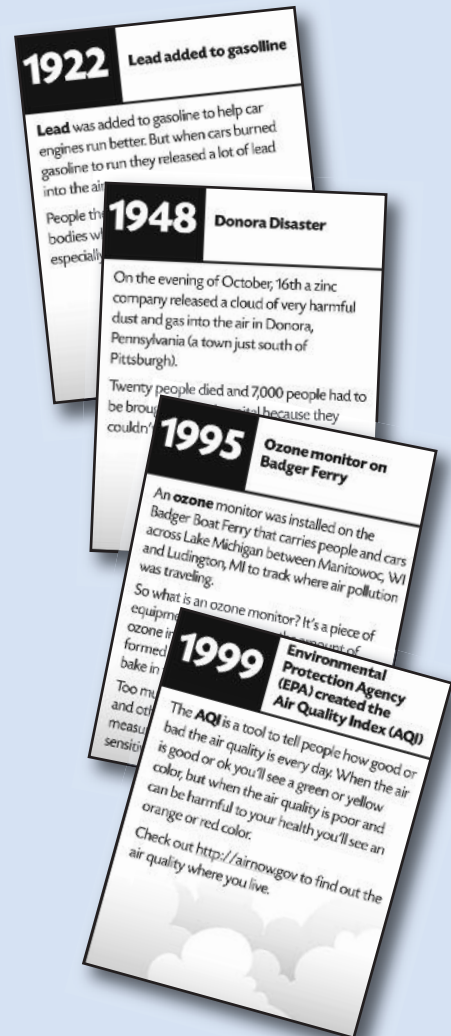 1922
Lead added to gasolline
Lead was added to gasoline to help car
engines run better. But when cars burned
gasoline to run they released a lot of lead
into the air
People
bodies
especially
1948
Donora Disaster
On the evening of October, 16th a zinc
company released a cloud of very harmful
dust and gas into the air in Donora,
Pennsylvania (a town just south of
Pittsburgh).
Twenty people died and 7,000 people had to
be because they
couldn't
1995
Ozone monitor on
Badger Ferry
An ozone monitor was installed on the
Badger Boat Ferry that carries people and cars
across Lake Michigan between Manitowoc, WI
and Ludington, MI to track where air pollution
was traveling.
So what is an ozone monitor? It's a piece of
amount of
ozone
formed
bake in
Too
and
1999
Environmental
Protection Agency
(EPA) created the
Air Quality Index (AQI)
The AQI is a tool to tell people how good or
bad the air quality is every day. When the air
is good or ok you'll see a green or yellow
color, but when the air quality is poor and
can be harmful to your health you'll see an
orange or red color.
Check out http://airnow.gov to find out the
air quality where you live.